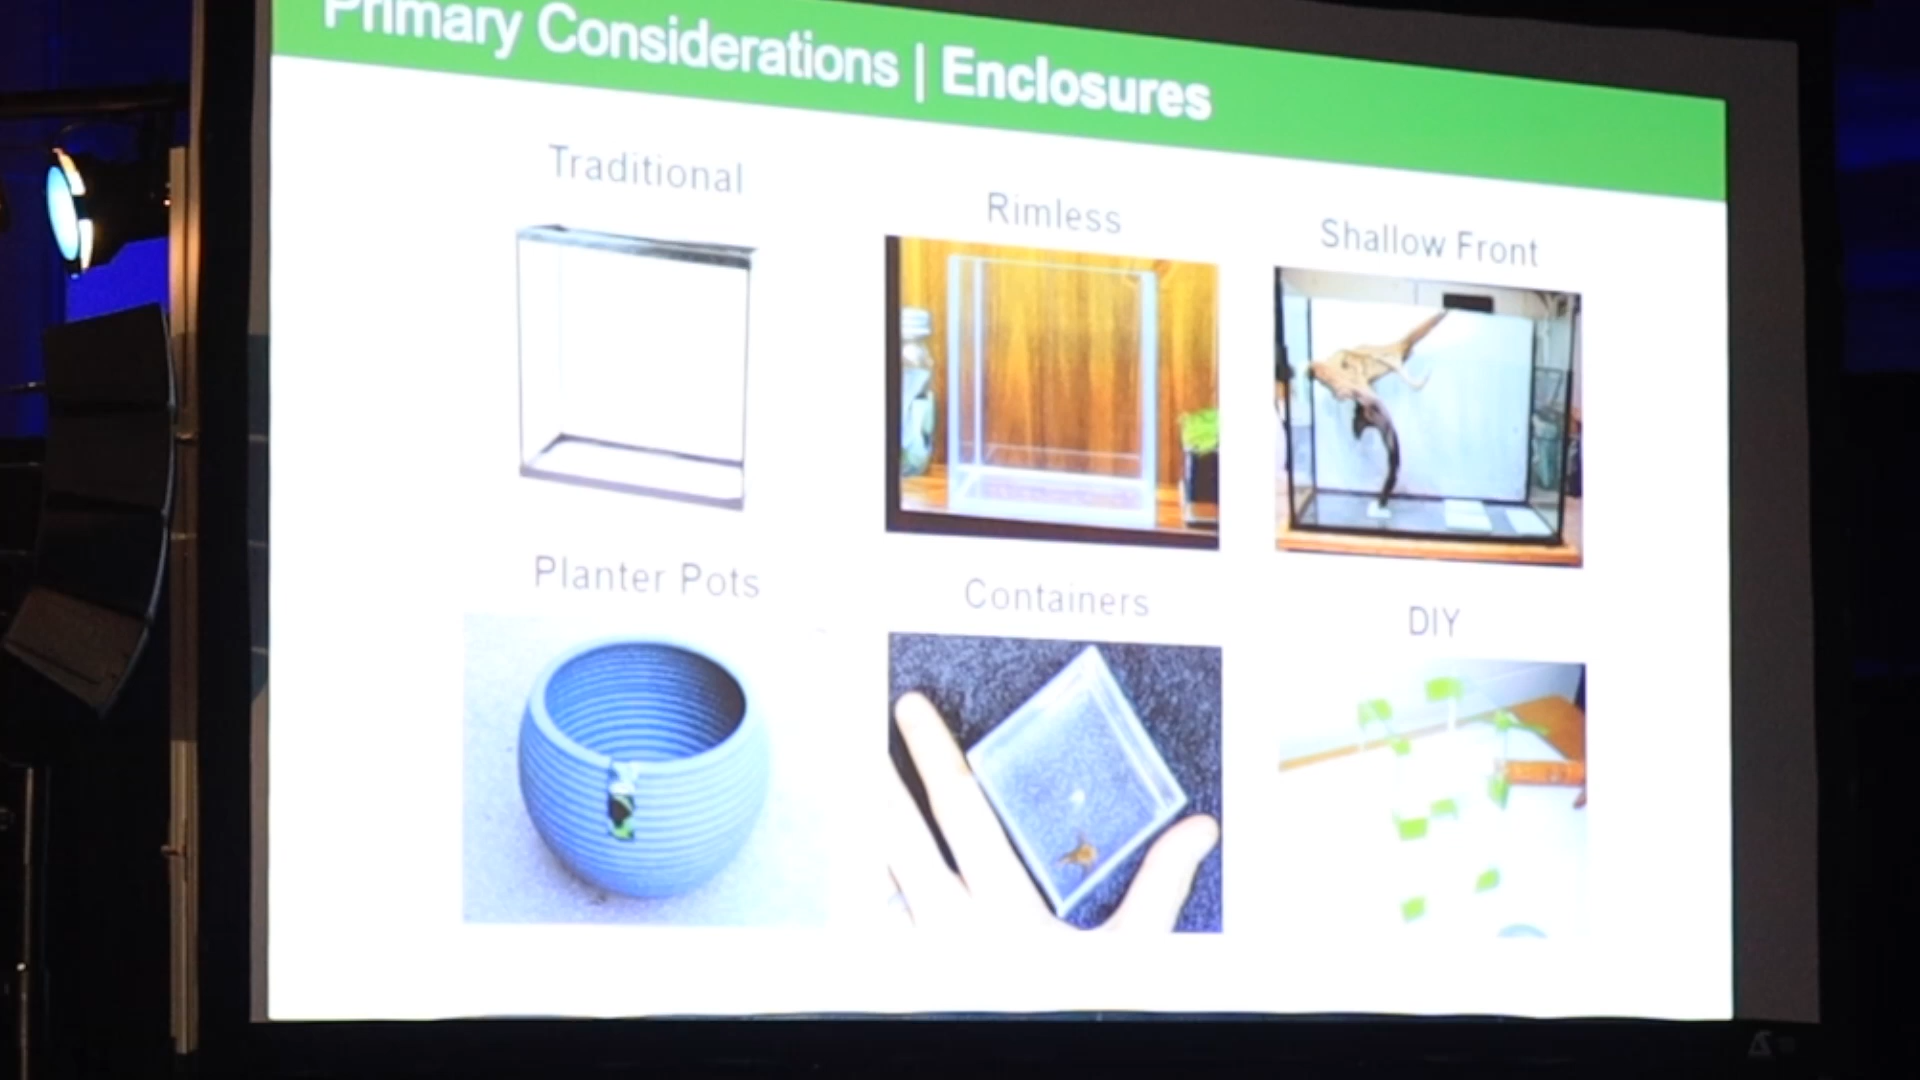 Primary Considerations | Enclosures
Traditional
Rimless
Shallow Front
Planter Pots
Containers
DIY